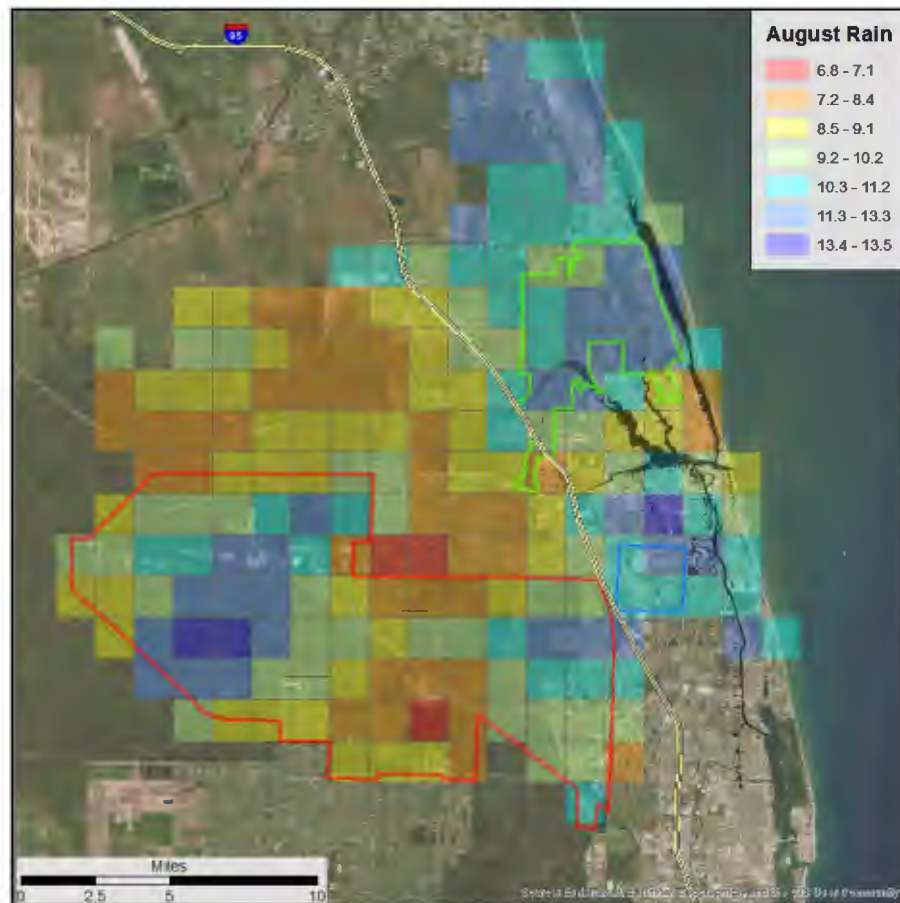 95
August Rain
6.8 - 7.1
7.2 - 8.4
8.5 - 9.1
9.2 - 10.2
10.3 - 11.2
11.3 - 13.3
13.4 - 13.5
Miles
0 2.5 5 10